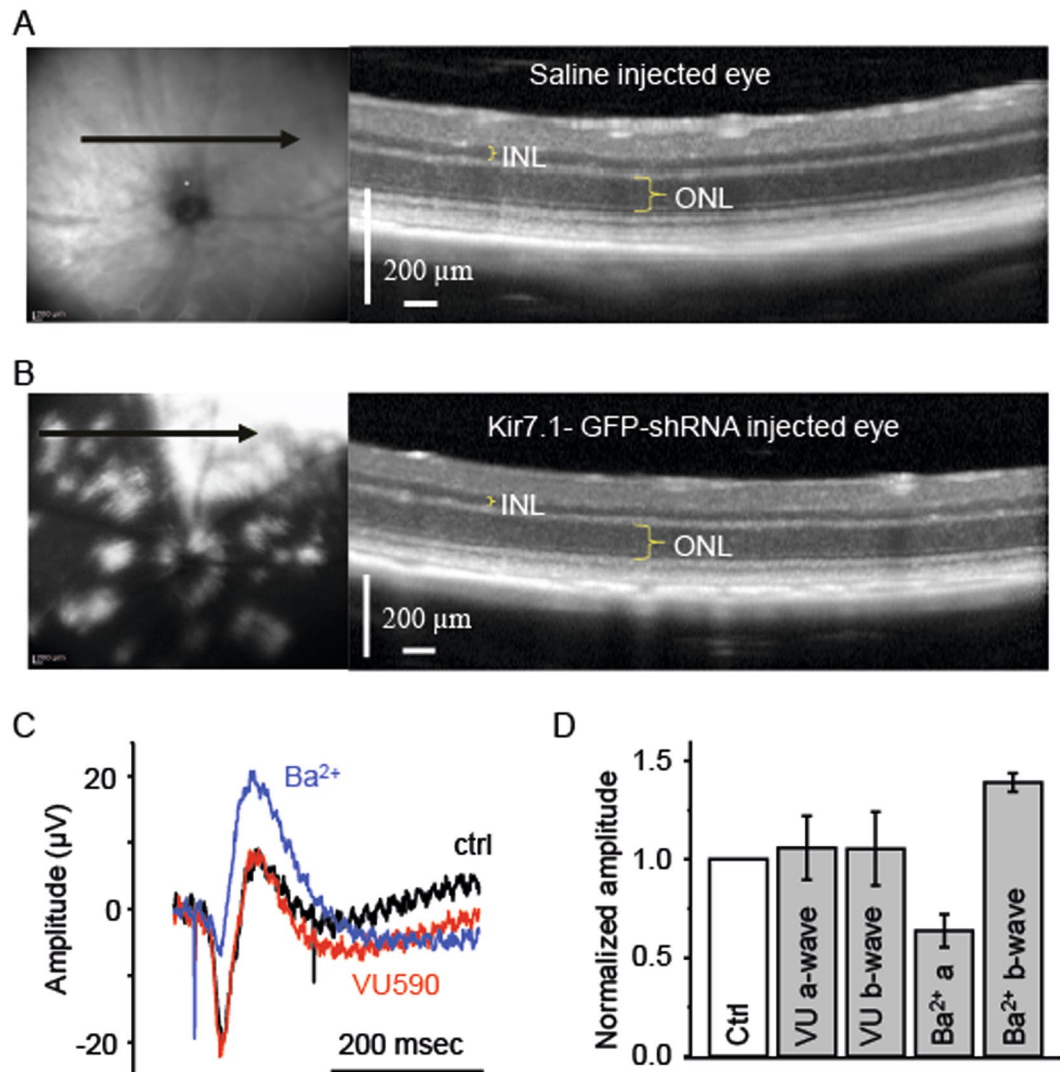 A
Saline injected eye
INL
ONL
200 µm
B
Kir7.1- GFP-shRNA injected eye
INL
ONL
200 µm
C
20
0
-20
Amplitude (µV)
Ba²⁺
ctrl
VU590
200 msec
D
1.5
1.0
0.5
0.0
Normalized amplitude
Ctrl
VU a-wave
VU b-wave
Ba²⁺ a
Ba²⁺ b-wave